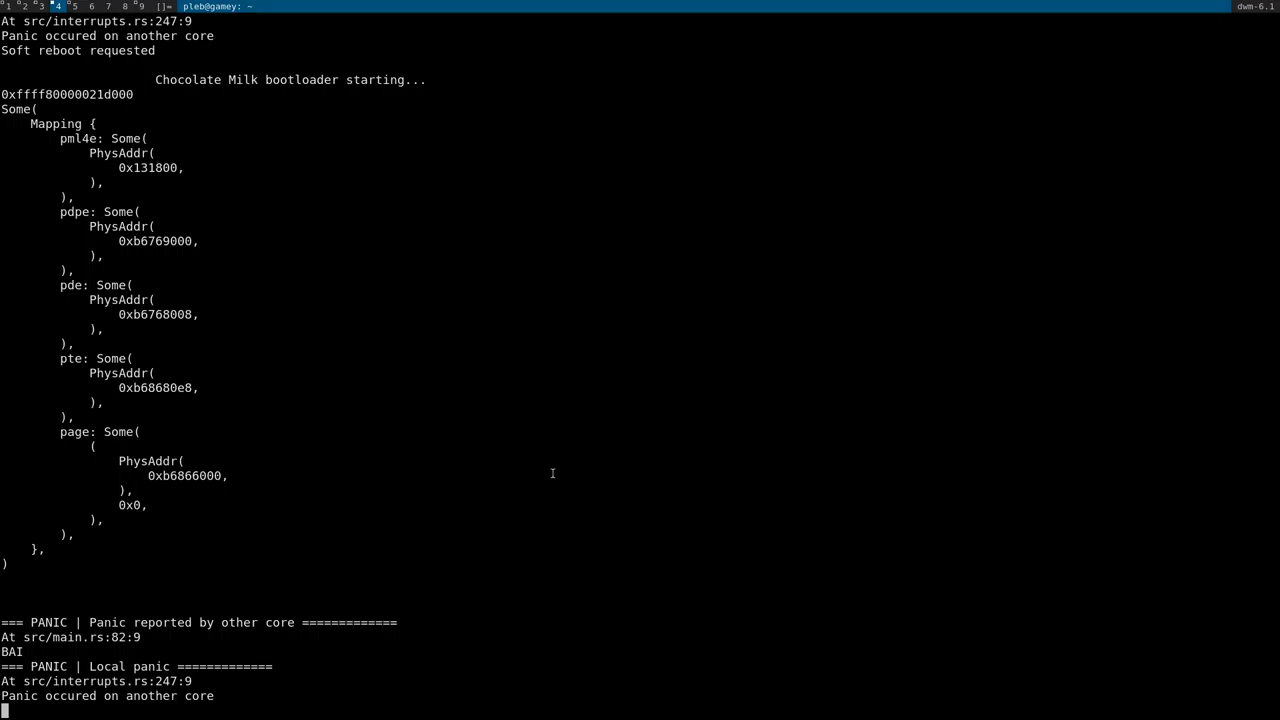 1 2 3 4 5 6 7 8 9 []= pleb@gamey: ~ dwm-6.1
At src/interrupts.rs:247:9
Panic occured on another core
Soft reboot requested
Chocolate Milk bootloader starting...
0xffff80000021d000
Some(
    Mapping {
        pml4e: Some(
            PhysAddr(
                0x131800,
            ),
        ),
        pdpe: Some(
            PhysAddr(
                0xb6769000,
            ),
        ),
        pde: Some(
            PhysAddr(
                0xb6768008,
            ),
        ),
        pte: Some(
            PhysAddr(
                0xb68680e8,
            ),
        ),
        page: Some(
            (
                PhysAddr(
                    0xb6866000,
                ),
                0x0,
            ),
        ),
    },
)
=== PANIC | Panic reported by other core =============
At src/main.rs:82:9
BAI
=== PANIC | Local panic =============
At src/interrupts.rs:247:9
Panic occured on another core